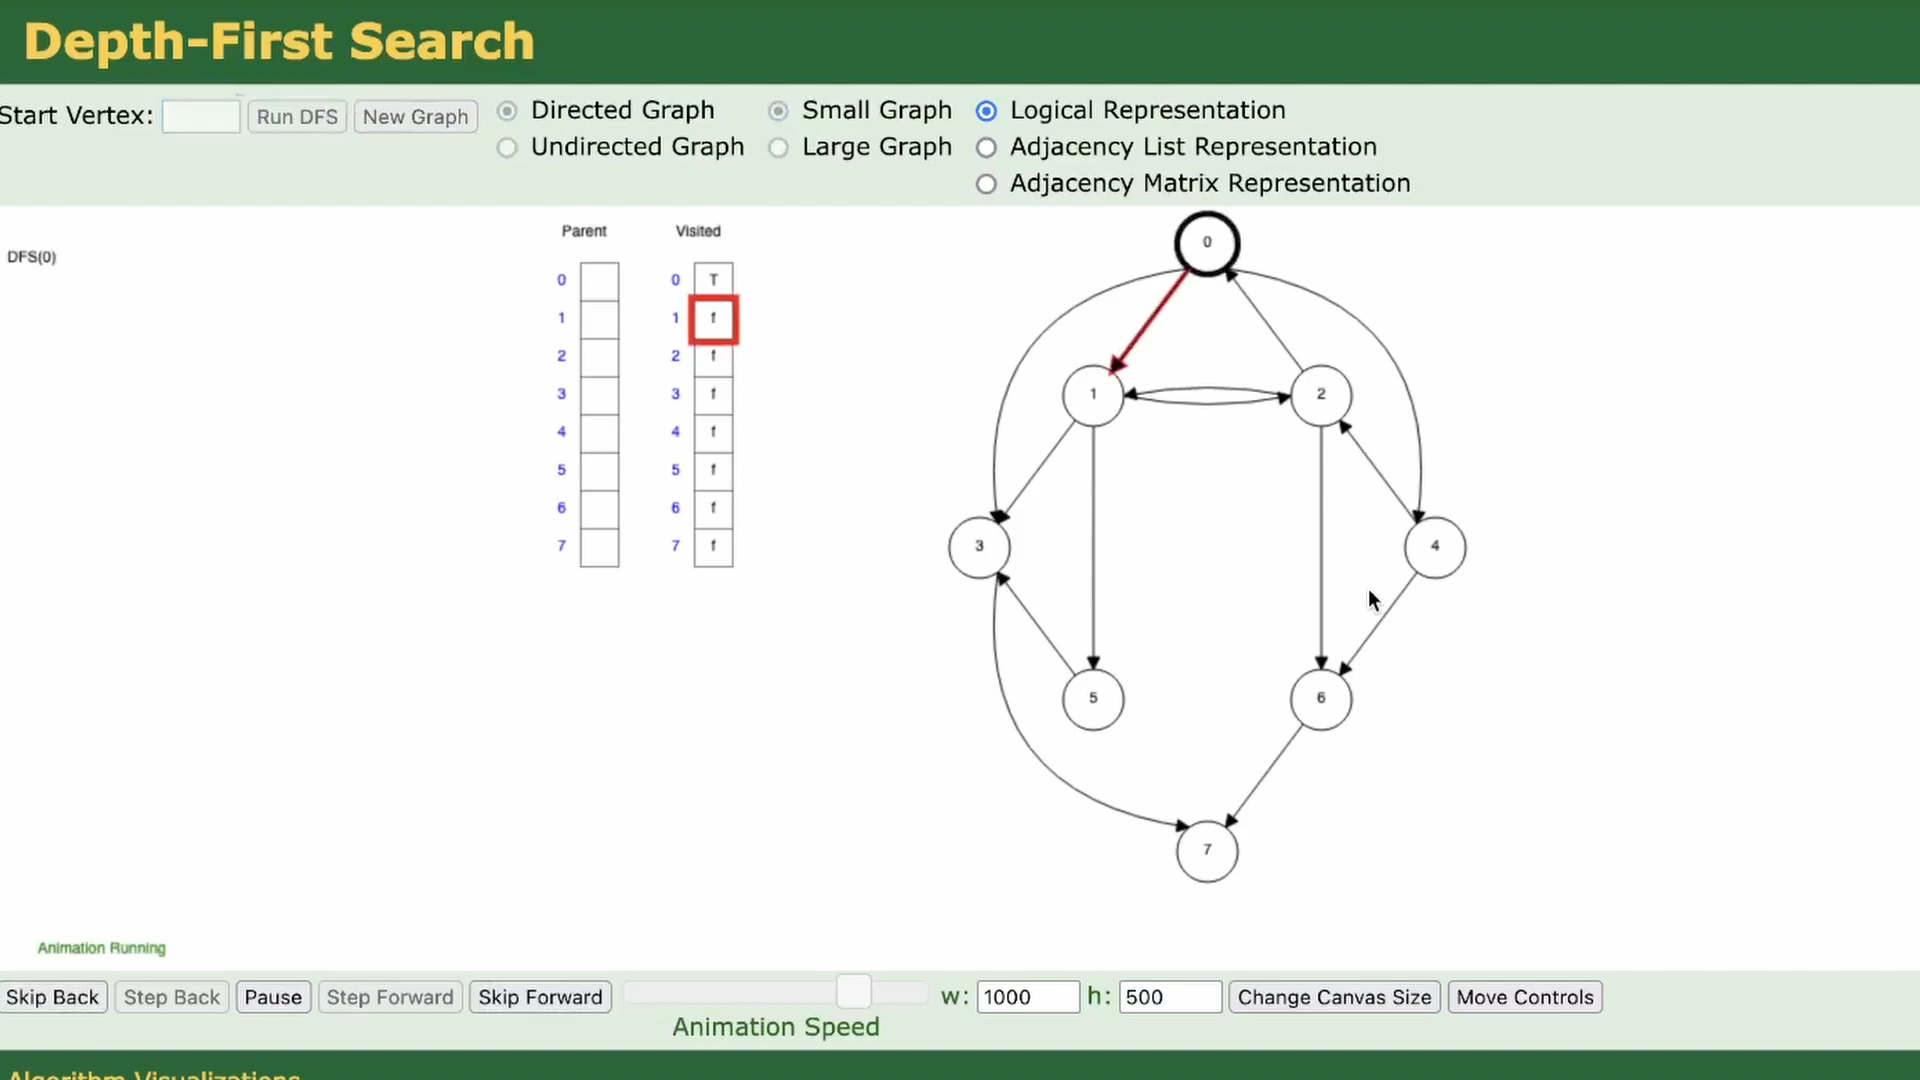 Depth-First Search
Start Vertex: Run DFS New Graph
Directed Graph Small Graph Logical Representation
Undirected Graph Large Graph Adjacency List Representation
Adjacency Matrix Representation
DFS(0)
Parent Visited
0 0 T
1 1 f
2 2 f
3 3 f
4 4 f
5 5 f
6 6 f
7 7 f
0
1 2
3 4
5 6
7
Animation Running
Skip Back Step Back Pause Step Forward Skip Forward w: 1000 h: 500 Change Canvas Size Move Controls
Animation Speed
Algorithm Visualizations